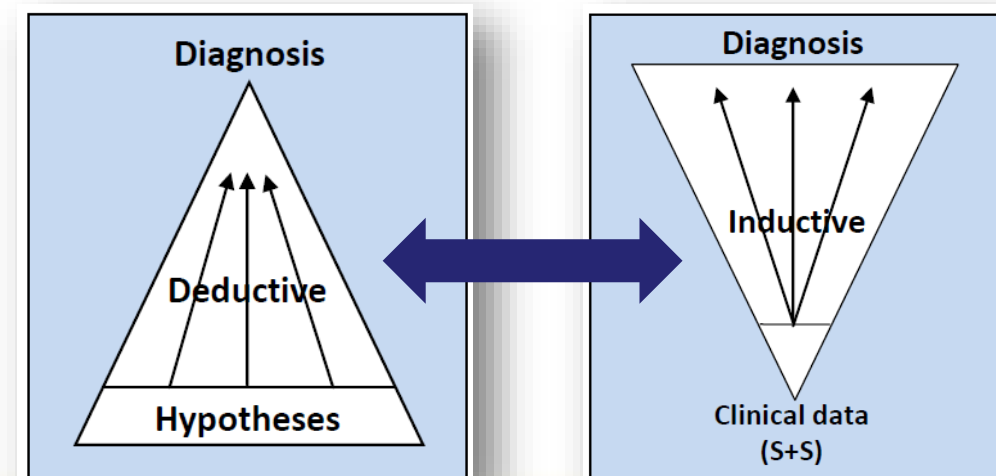 Diagnosis
Deductive
Hypotheses
Diagnosis
Inductive
Clinical data
(S+S)